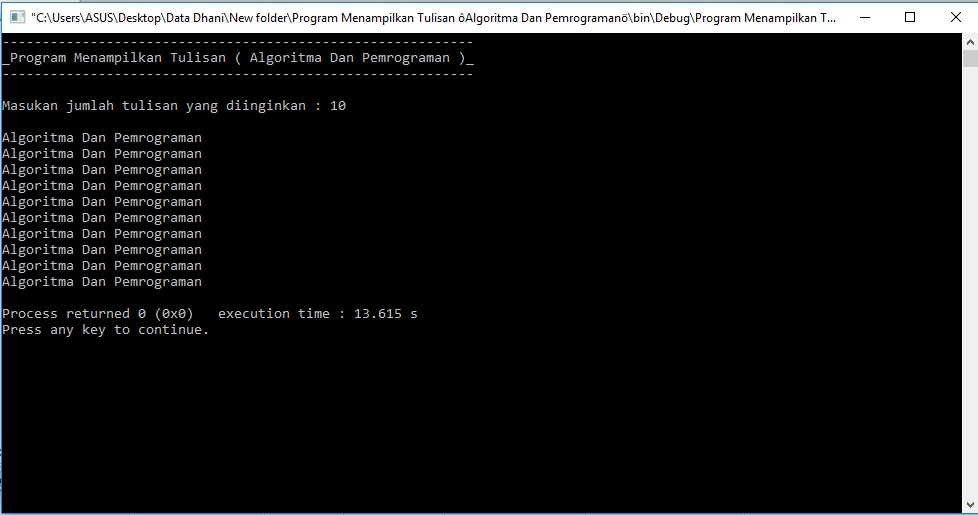 "C:\Users\ASUS\Desktop\Data Dhani\New folder\Program Menampilkan Tulisan óAlgoritma Dan Pemrogramanö\bin\Debug\Program Menampilkan T...
-----------------------------------------------------------
_Program Menampilkan Tulisan ( Algoritma Dan Pemrograman )_
-----------------------------------------------------------
Masukan jumlah tulisan yang diinginkan : 10
Algoritma Dan Pemrograman
Algoritma Dan Pemrograman
Algoritma Dan Pemrograman
Algoritma Dan Pemrograman
Algoritma Dan Pemrograman
Algoritma Dan Pemrograman
Algoritma Dan Pemrograman
Algoritma Dan Pemrograman
Algoritma Dan Pemrograman
Algoritma Dan Pemrograman
Process returned 0 (0x0)   execution time : 13.615 s
Press any key to continue.